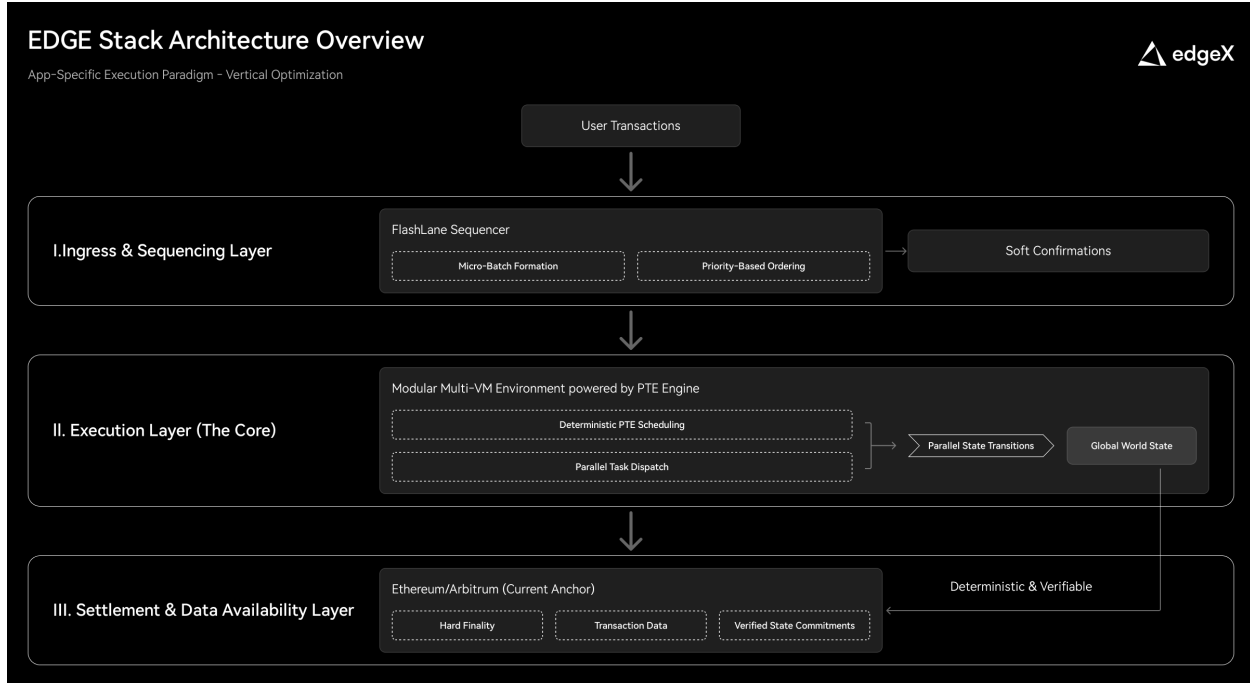 EDGE Stack Architecture Overview
edgeX
App-Specific Execution Paradigm - Vertical Optimization
User Transactions
I.Ingress & Sequencing Layer
FlashLane Sequencer
Micro-Batch Formation
Priority-Based Ordering
Soft Confirmations
II. Execution Layer (The Core)
Modular Multi-VM Environment powered by PTE Engine
Deterministic PTE Scheduling
Parallel Task Dispatch
Parallel State Transitions
Global World State
III. Settlement & Data Availability Layer
Ethereum/Arbitrum (Current Anchor)
Hard Finality
Transaction Data
Verified State Commitments
Deterministic & Verifiable